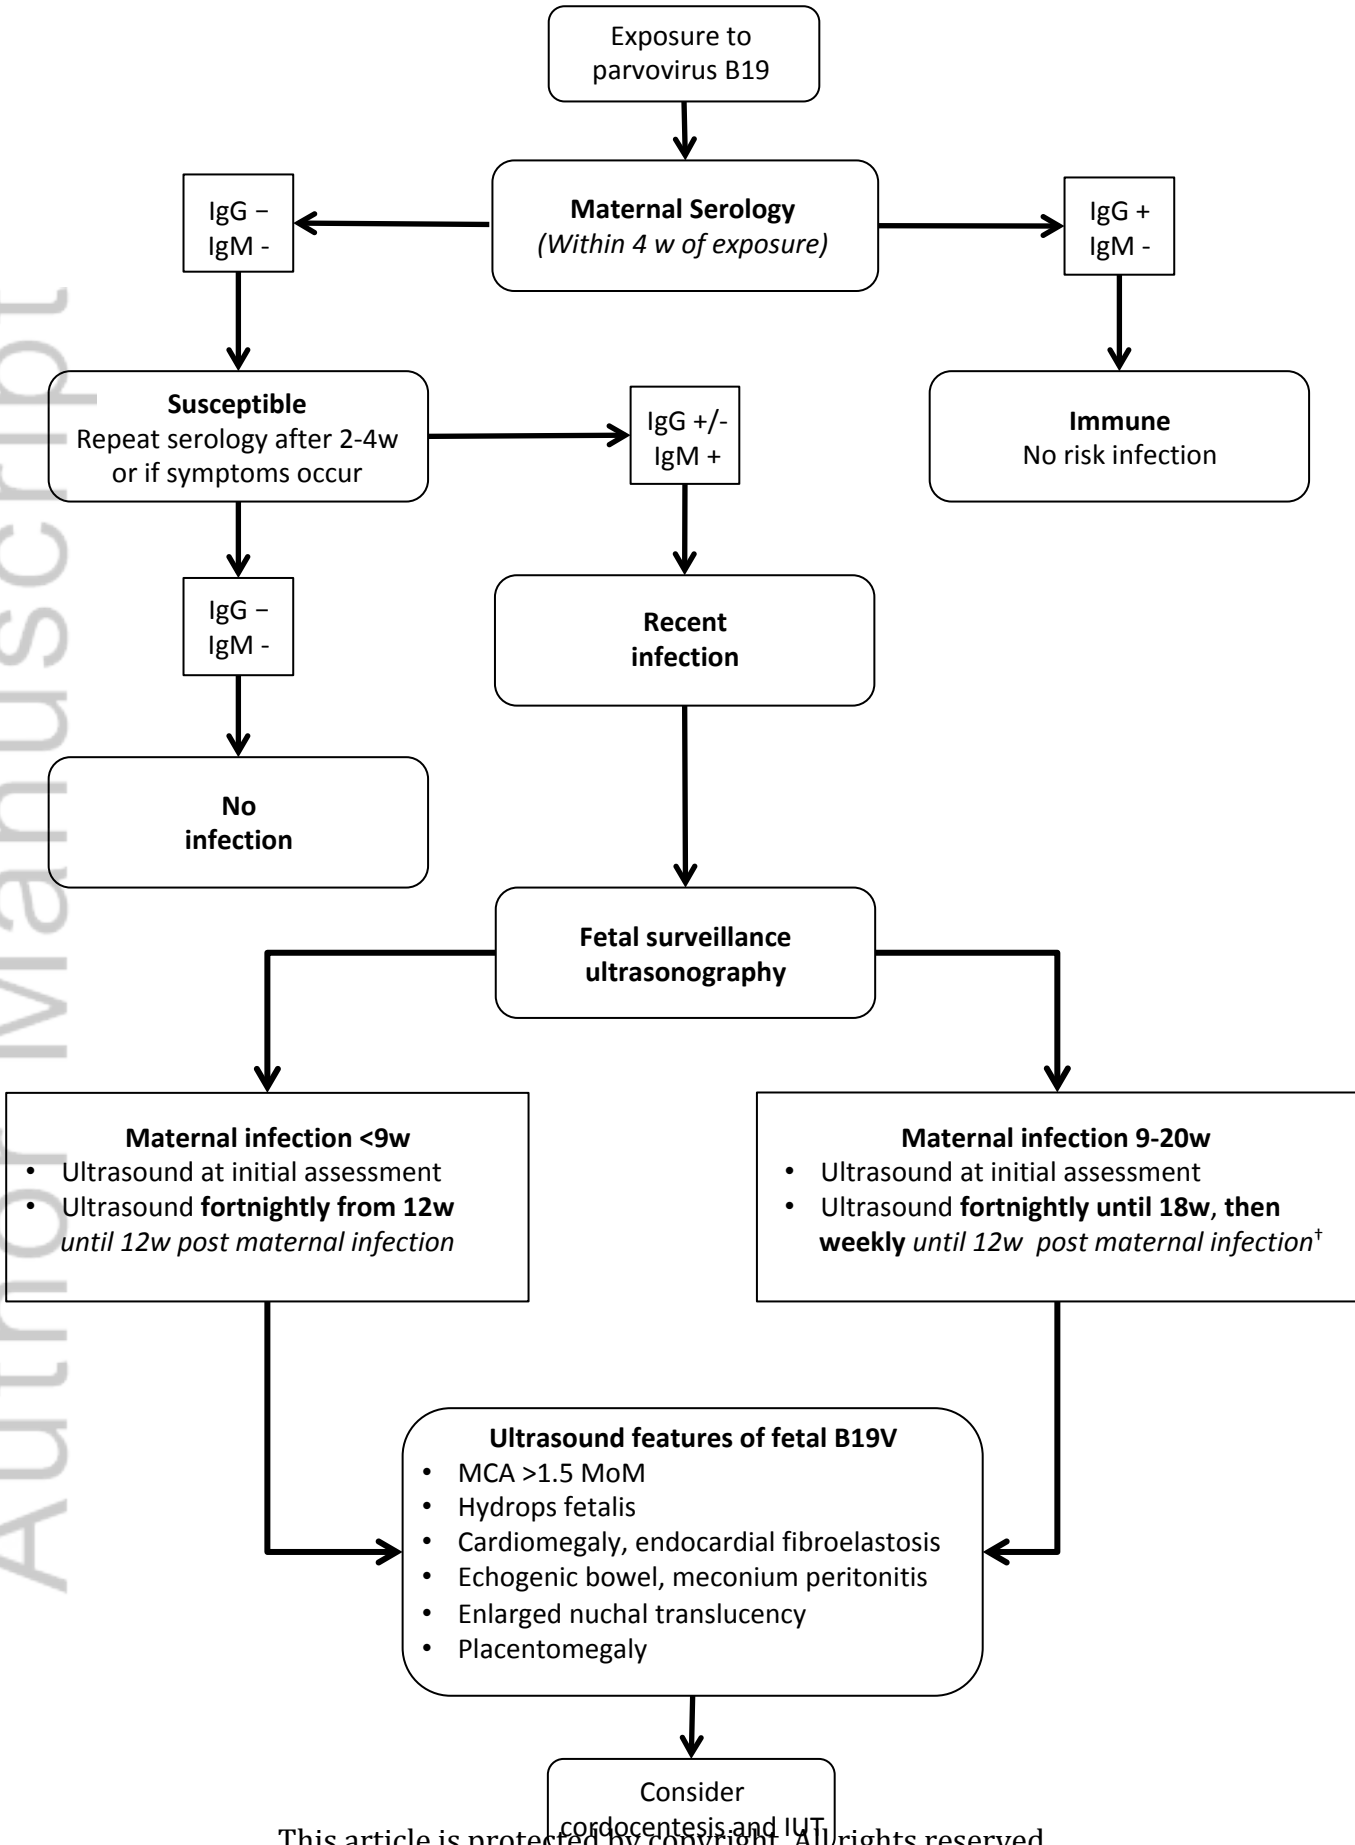 Exposure to
parvovirus B19
Maternal Serology
(Within 4 w of exposure)
IgG −
IgM -
IgG +
IgM -
Susceptible
Repeat serology after 2-4w
or if symptoms occur
IgG +/-
IgM +
Immune
No risk infection
IgG −
IgM -
Recent
infection
No
infection
Fetal surveillance
ultrasonography
Maternal infection <9w
• Ultrasound at initial assessment
• Ultrasound fortnightly from 12w
until 12w post maternal infection
Maternal infection 9-20w
• Ultrasound at initial assessment
• Ultrasound fortnightly until 18w, then
weekly until 12w post maternal infection†
Ultrasound features of fetal B19V
• MCA >1.5 MoM
• Hydrops fetalis
• Cardiomegaly, endocardial fibroelastosis
• Echogenic bowel, meconium peritonitis
• Enlarged nuchal translucency
• Placentomegaly
Consider
cordocentesis and IUT
This article is protected by copyright. All rights reserved
Author Manuscript